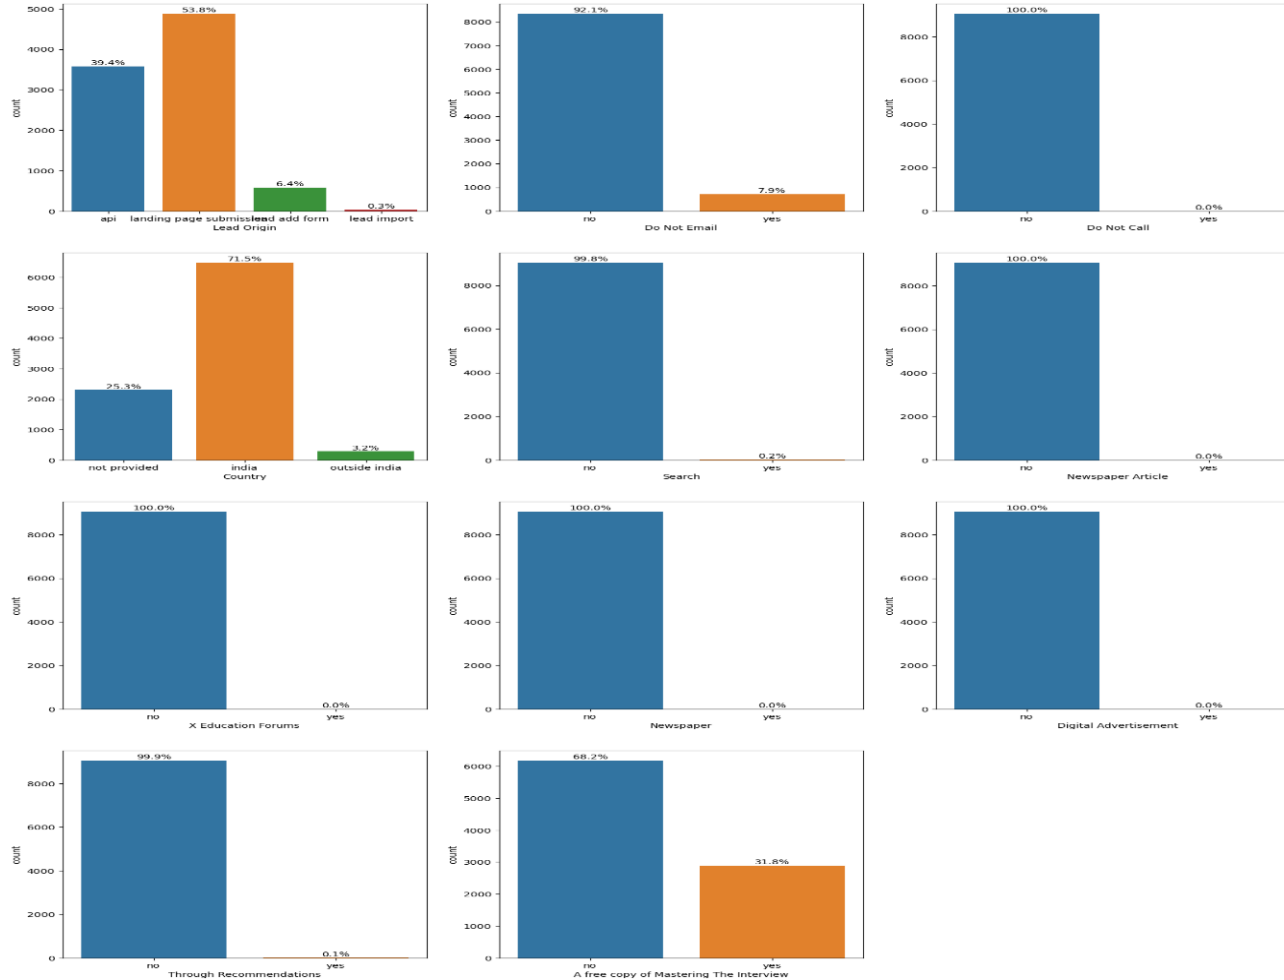 5000
4000
3000
2000
1000
0
count
39.4%
53.8%
6.4%
0.3%
api
landing page submission
lead add form
lead import
Lead Origin
8000
7000
6000
5000
4000
3000
2000
1000
0
count
92.1%
7.9%
no
yes
Do Not Email
8000
6000
4000
2000
0
count
100.0%
0.0%
no
yes
Do Not Call
6000
5000
4000
3000
2000
1000
0
count
25.3%
71.5%
3.2%
not provided
india
outside india
Country
8000
6000
4000
2000
0
count
99.8%
0.2%
no
yes
Search
8000
6000
4000
2000
0
count
100.0%
0.0%
no
yes
Newspaper Article
8000
6000
4000
2000
0
count
100.0%
0.0%
no
yes
X Education Forums
8000
6000
4000
2000
0
count
100.0%
0.0%
no
yes
Newspaper
8000
6000
4000
2000
0
count
100.0%
0.0%
no
yes
Digital Advertisement
8000
6000
4000
2000
0
count
99.9%
0.1%
no
yes
Through Recommendations
6000
5000
4000
3000
2000
1000
0
count
68.2%
31.8%
no
yes
A free copy of Mastering The Interview